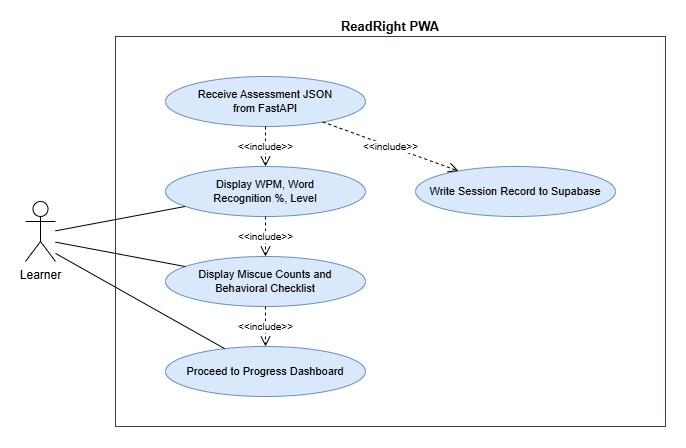 ReadRight PWA
Receive Assessment JSON
from FastAPI
<<include>>
<<include>>
Display WPM, Word
Recognition %, Level
Write Session Record to Supabase
<<include>>
Learner
Display Miscue Counts and
Behavioral Checklist
<<include>>
Proceed to Progress Dashboard